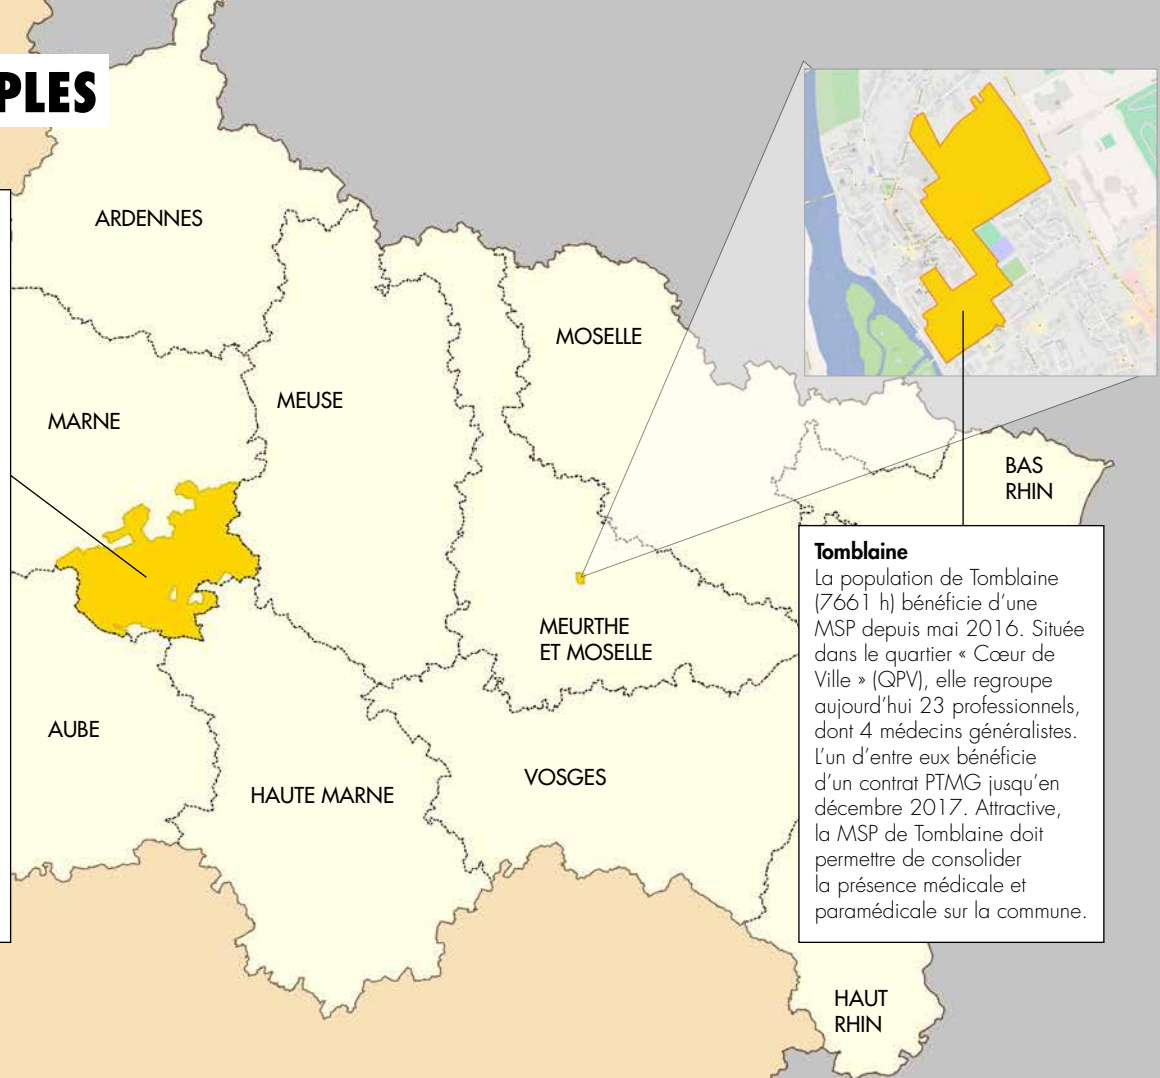 PLES
ARDENNES
MOSELLE
MEUSE
MARNE
BAS
RHIN
Tomblaine
La population de Tomblaine
(7661 h) bénéficie d’une
MSP depuis mai 2016. Située
dans le quartier « Cœur de
Ville » (QPV), elle regroupe
aujourd’hui 23 professionnels,
dont 4 médecins généralistes.
L’un d’entre eux bénéficie
d’un contrat PTMG jusqu’en
décembre 2017. Attractive,
la MSP de Tomblaine doit
permettre de consolider
la présence médicale et
paramédicale sur la commune.
MEURTHE
ET MOSELLE
AUBE
VOSGES
HAUTE MARNE
HAUT
RHIN